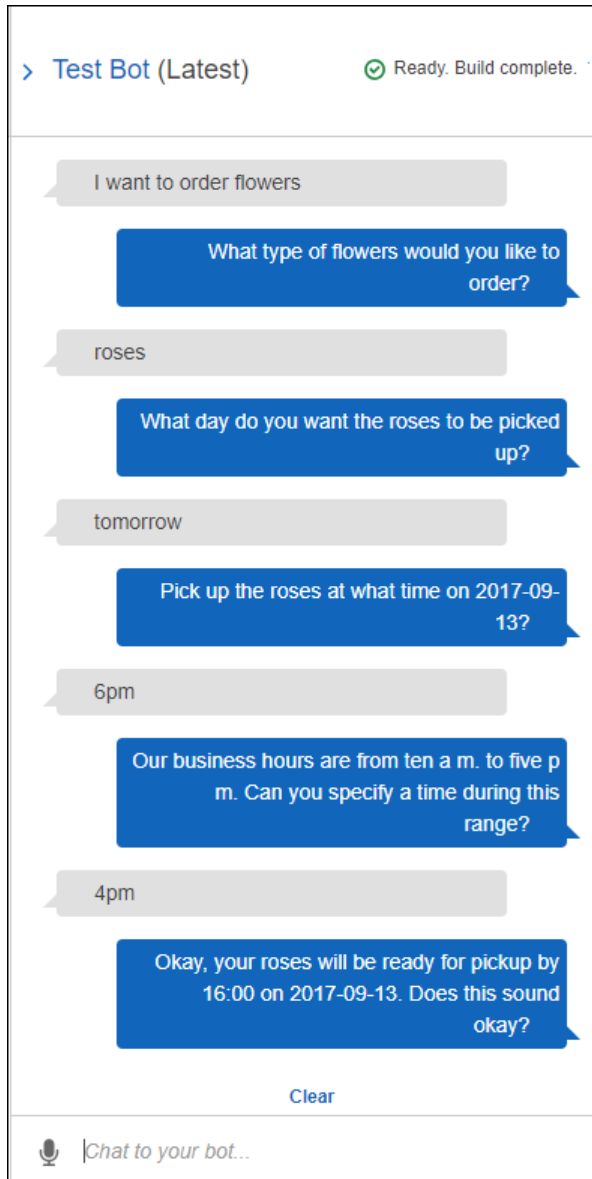 Test Bot (Latest)
Ready. Build complete.
I want to order flowers
What type of flowers would you like to
order?
roses
What day do you want the roses to be picked
up?
tomorrow
Pick up the roses at what time on 2017-09-
13?
6pm
Our business hours are from ten a m. to five p
m. Can you specify a time during this
range?
4pm
Okay, your roses will be ready for pickup by
16:00 on 2017-09-13. Does this sound
okay?
Clear
Chat to your bot...